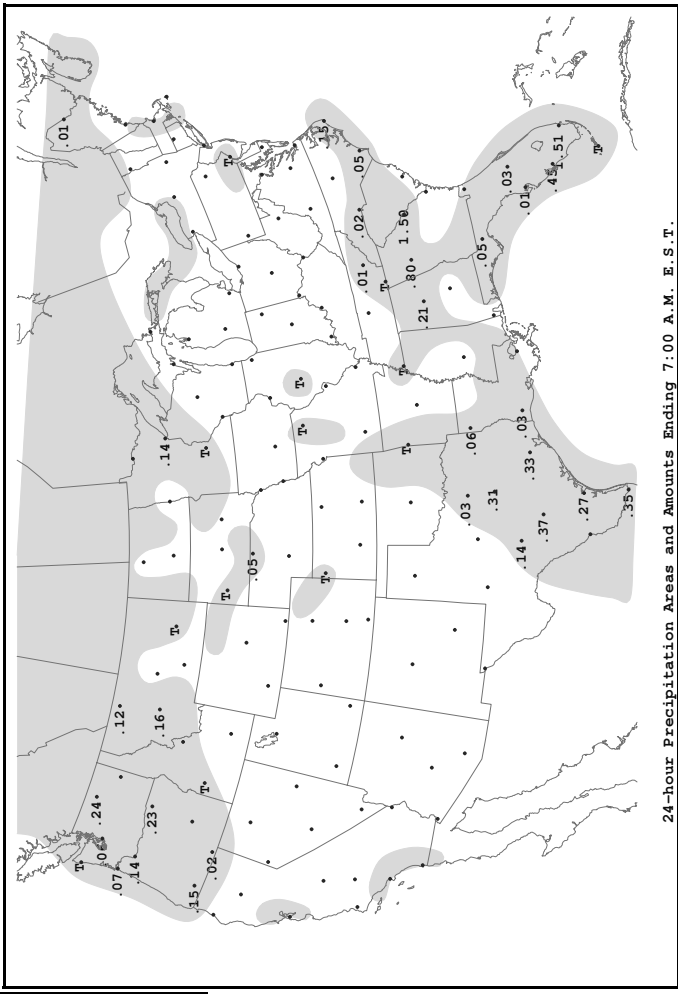 .01
T
.24
.07
.12
.14
.23
.16
.14
T
.15
T
T
.02
T
T
.05
T
T
.15
T
.05
.02
.01
T
T
1.50
T
.80
.21
.03
.06
.05
.31
.03
.14
.03
.01
.33
.37
1.51
.27
T
.35
24-hour Precipitation Areas and Amounts Ending 7:00 A.M. E.S.T.